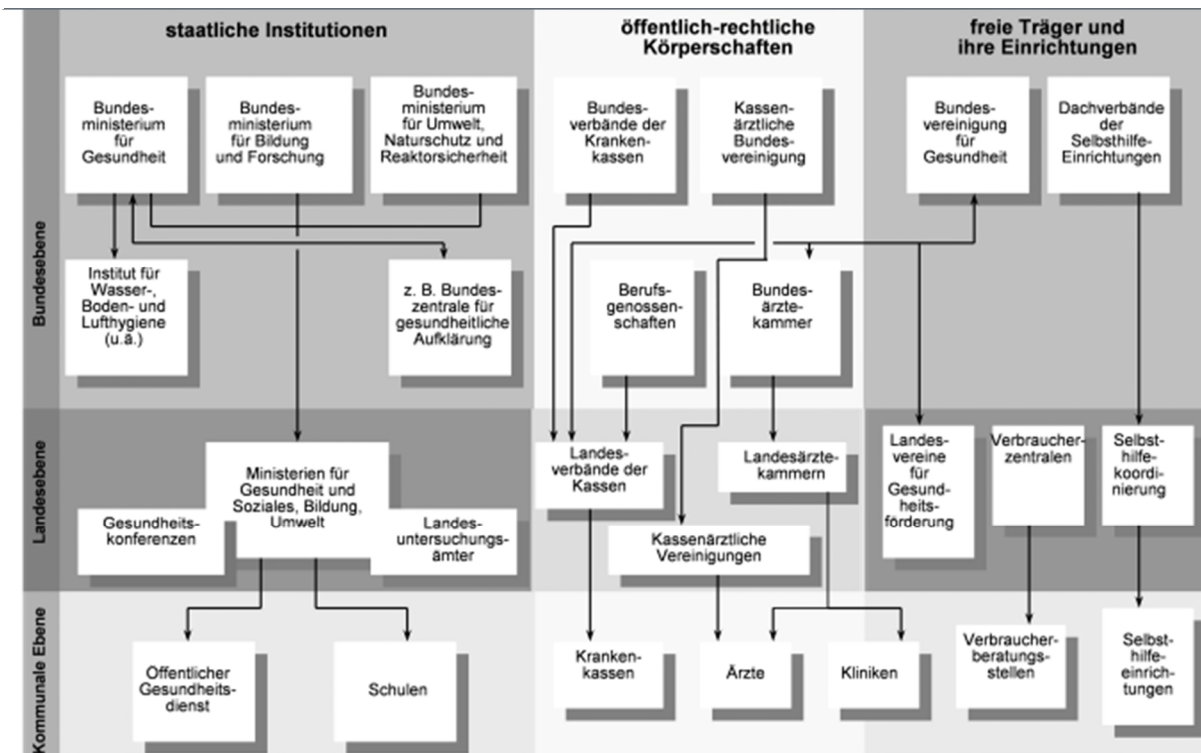 staatliche Institutionen
öffentlich-rechtliche
Körperschaften
freie Träger und
ihre Einrichtungen
Bundesebene
Bundes-
ministerium
für
Gesundheit
Bundes-
ministerium
für Bildung
und Forschung
Bundes-
ministerium
für Umwelt,
Naturschutz und
Reaktorsicherheit
Bundes-
verbände der
Kranken-
kassen
Kassen-
ärztliche
Bundes-
vereinigung
Bundes-
vereinigung
für
Gesundheit
Dachverbände
der
Selbsthilfe-
Einrichtungen
Institut für
Wasser-,
Boden- und
Lufthygiene
(u.ä.)
z. B. Bundes-
zentrale für
gesundheitliche
Aufklärung
Berufs-
genossen-
schaften
Bundes-
ärzte-
kammer
Landesebene
Ministerien für
Gesundheit und
Soziales, Bildung,
Umwelt
Gesundheits-
konferenzen
Landes-
untersuchungs-
ämter
Landes-
verbände der
Kassen
Landesärzte-
kammern
Kassenärztliche
Vereinigungen
Landes-
vereine
für
Gesund-
heits-
förderung
Verbraucher-
zentralen
Selbst-
hilfe-
koordi-
nierung
Kommunale Ebene
Offentlicher
Gesundheits-
dienst
Schulen
Kranken-
kassen
Ärzte
Kliniken
Verbraucher-
beratungs-
stellen
Selbst-
hilfe-
einrich-
tungen